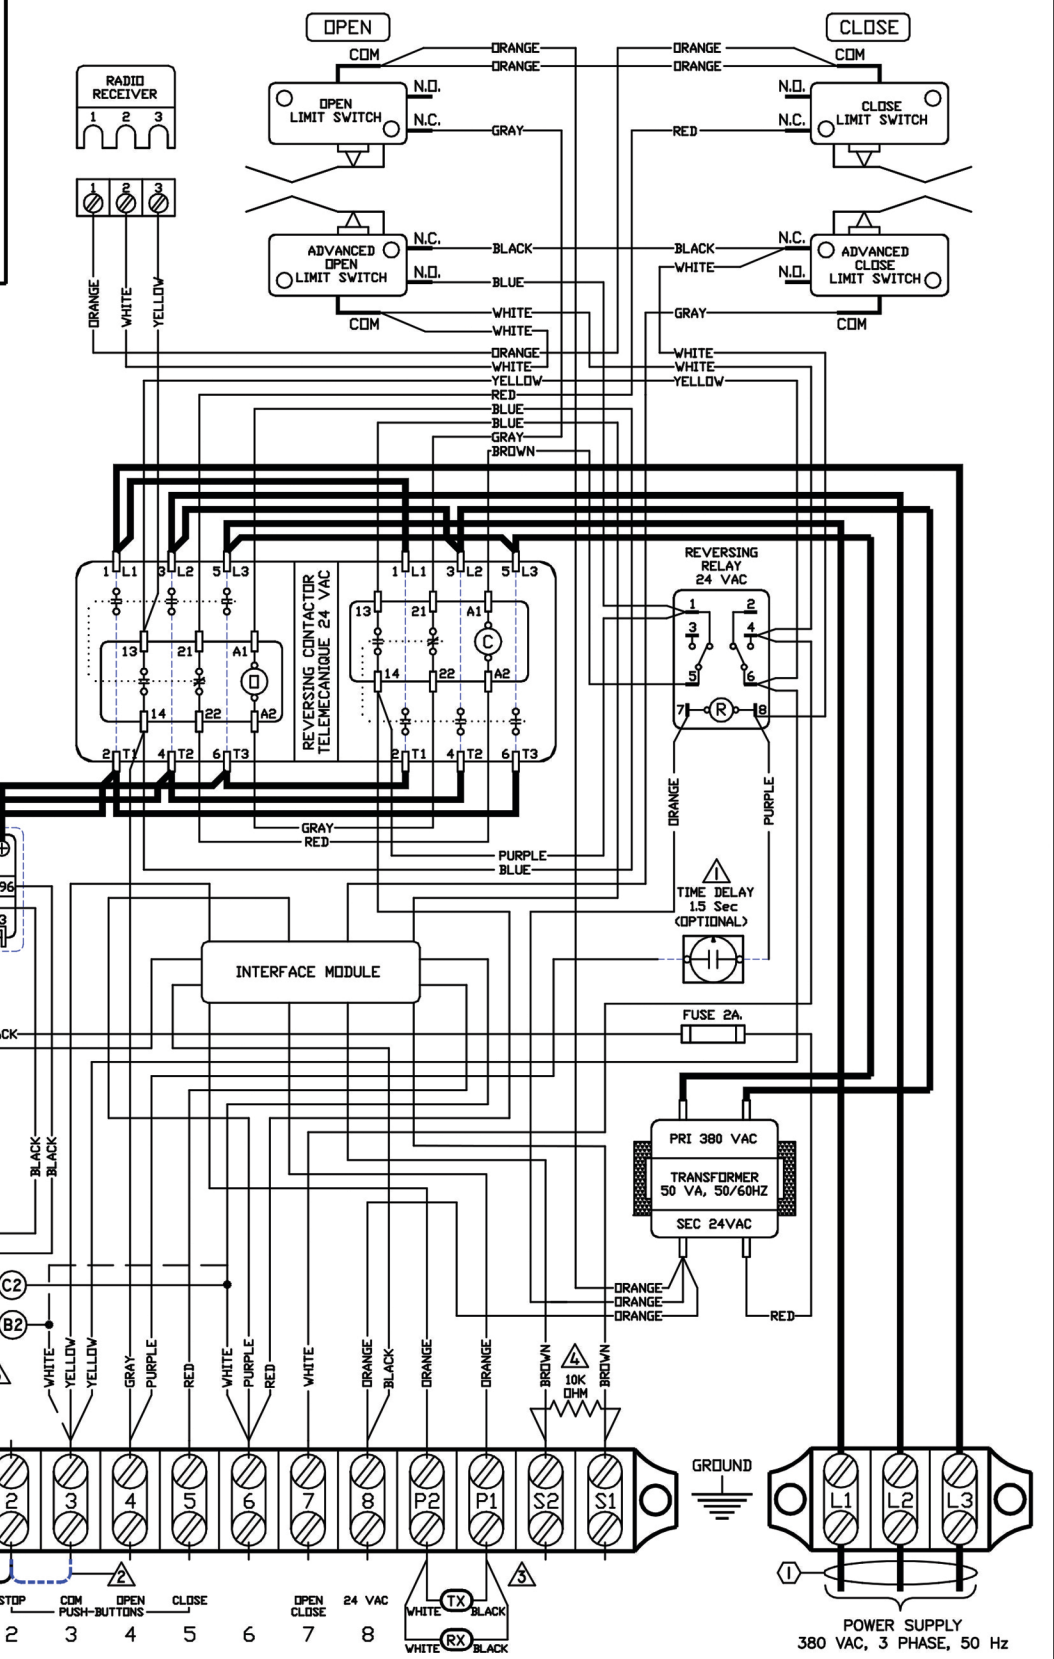 OPEN
CLOSE
COM
ORANGE
ORANGE
COM
ORANGE
ORANGE
RADIO
RECEIVER
1 2 3
OPEN
LIMIT SWITCH
N.O.
N.C.
GRAY
RED
N.O.
N.C.
CLOSE
LIMIT SWITCH
1 2 3
ADVANCED
OPEN
LIMIT SWITCH
N.C.
N.O.
COM
BLACK
BLUE
WHITE
WHITE
BLACK
WHITE
GRAY
N.C.
N.O.
ADVANCED
CLOSE
LIMIT SWITCH
COM
ORANGE
WHITE
YELLOW
ORANGE
WHITE
WHITE
WHITE
YELLOW
YELLOW
RED
BLUE
BLUE
GRAY
BROWN
1 L1 3 L2 5 L3
13 21 A1
14 22 A2
2 T1 4 T2 6 T3
REVERSING CONTACTOR
TELEMECANIQUE 24 VAC
1 L1 3 L2 5 L3
13 21 A1
C
14 22 A2
2 T1 4 T2 6 T3
REVERSING
RELAY
24 VAC
1 2
3 4
5 6
7 R 8
GRAY
RED
PURPLE
BLUE
ORANGE
PURPLE
96
3
1
TIME DELAY
1.5 Sec
(OPTIONAL)
INTERFACE MODULE
CK
FUSE 2A.
BLACK
BLACK
PRI 380 VAC
TRANSFORMER
50 VA, 50/60HZ
SEC 24VAC
C2
B2
ORANGE
ORANGE
ORANGE
RED
WHITE
YELLOW
YELLOW
GRAY
PURPLE
RED
WHITE
PURPLE
RED
WHITE
ORANGE
BLACK
ORANGE
ORANGE
BROWN
4
10K
OHM
BROWN
2 3 4 5 6 7 8 P2 P1 S2 S1
GROUND
L1 L2 L3
2
3
1
STOP COM OPEN CLOSE
PUSH-BUTTONS
OPEN
CLOSE
24 VAC
2 3 4 5 6 7 8
WHITE TX BLACK
WHITE RX BLACK
POWER SUPPLY
380 VAC, 3 PHASE, 50 Hz